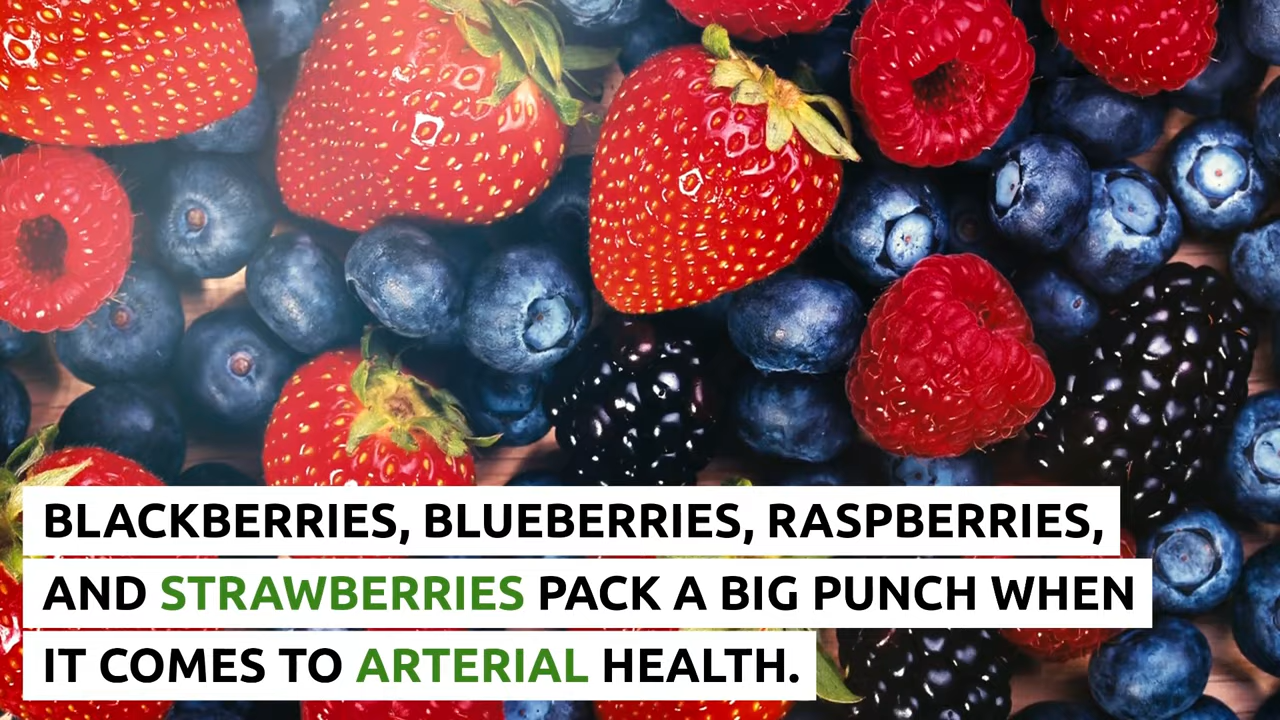 BLACKBERRIES, BLUEBERRIES, RASPBERRIES,
AND STRAWBERRIES PACK A BIG PUNCH WHEN
IT COMES TO ARTERIAL HEALTH.